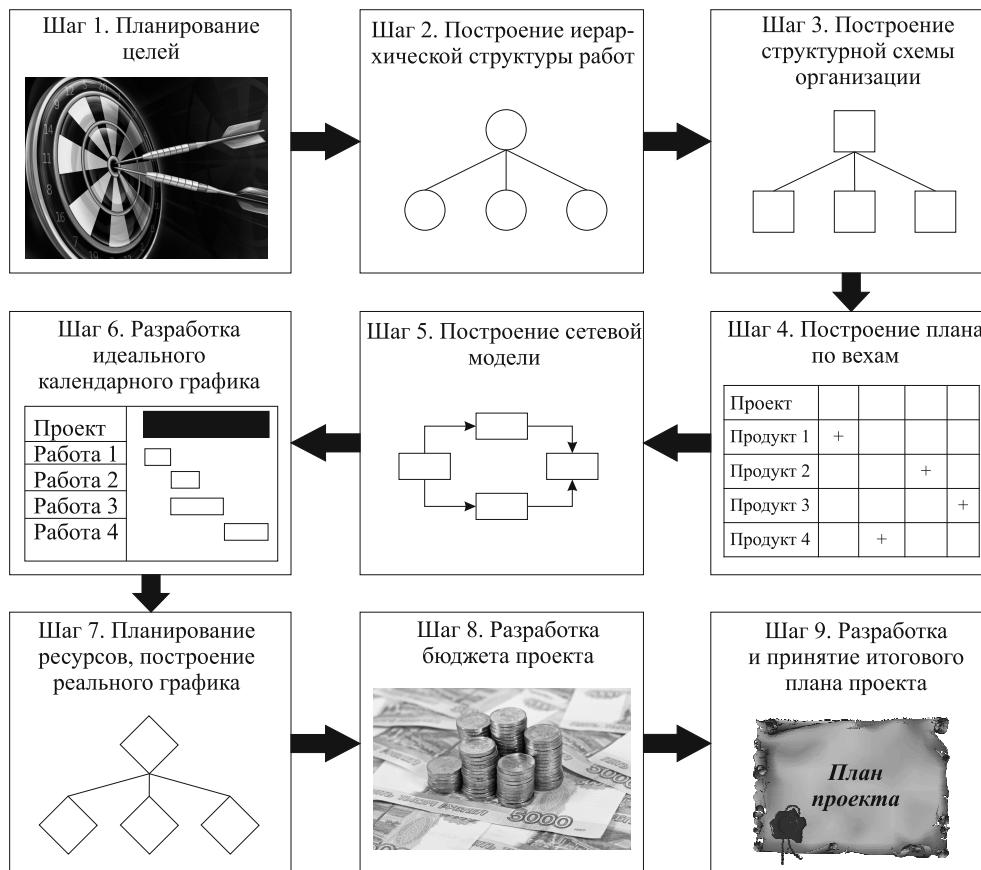 Шаг 1. Планирование
целей
Шаг 2. Построение иерар-
хической структуры работ
Шаг 3. Построение
структурной схемы
организации
Шаг 4. Построение плана
по вехам
Проект
Продукт 1 +
Продукт 2 +
Продукт 3 +
Продукт 4 +
Шаг 5. Построение сетевой
модели
Шаг 6. Разработка
идеального
календарного графика
Проект
Работа 1
Работа 2
Работа 3
Работа 4
Шаг 7. Планирование
ресурсов, построение
реального графика
Шаг 8. Разработка
бюджета проекта
5000
5000
Шаг 9. Разработка
и принятие итогового
плана проекта
План
проекта